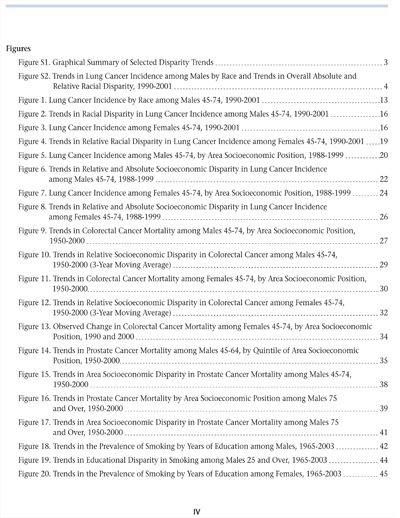 Figures
Figure S1. Graphical Summary of Selected Disparity Trends 3
Figure S2. Trends in Lung Cancer Incidence among Males by Race and Trends in Overall Absolute and
Relative Racial Disparity, 1990-2001 4
Figure 1. Lung Cancer Incidence by Race among Males 45-74, 1990-2001 13
Figure 2. Trends in Racial Disparity in Lung Cancer Incidence among Males 45-74, 1990-2001 16
Figure 3. Lung Cancer Incidence among Females 45-74, 1990-2001 16
Figure 4. Trends in Relative Racial Disparity in Lung Cancer Incidence among Females 45-74, 1990-2001 19
Figure 5. Lung Cancer Incidence among Males 45-74, by Area Socioeconomic Position, 1988-1999 20
Figure 6. Trends in Relative and Absolute Socioeconomic Disparity in Lung Cancer Incidence
among Males 45-74, 1988-1999 22
Figure 7. Lung Cancer Incidence among Females 45-74, by Area Socioeconomic Position, 1988-1999 24
Figure 8. Trends in Relative and Absolute Socioeconomic Disparity in Lung Cancer Incidence
among Females 45-74, 1988-1999 26
Figure 9. Trends in Colorectal Cancer Mortality among Males 45-74, by Area Socioeconomic Position,
1950-2000 27
Figure 10. Trends in Relative Socioeconomic Disparity in Colorectal Cancer among Males 45-74,
1950-2000 (3-Year Moving Average) 29
Figure 11. Trends in Colorectal Cancer Mortality among Females 45-74, by Area Socioeconomic Position,
1950-2000 30
Figure 12. Trends in Relative Socioeconomic Disparity in Colorectal Cancer among Females 45-74,
1950-2000 (3-Year Moving Average) 32
Figure 13. Observed Change in Colorectal Cancer Mortality among Females 45-74, by Area Socioeconomic
Position, 1990 and 2000 34
Figure 14. Trends in Prostate Cancer Mortality among Males 45-64, by Quintile of Area Socioeconomic
Position, 1950-2000 35
Figure 15. Trends in Area Socioeconomic Disparity in Prostate Cancer Mortality among Males 45-74,
1950-2000 38
Figure 16. Trends in Prostate Cancer Mortality by Area Socioeconomic Position among Males 75
and Over, 1950-2000 39
Figure 17. Trends in Area Socioeconomic Disparity in Prostate Cancer Mortality among Males 75
and Over, 1950-2000 41
Figure 18. Trends in the Prevalence of Smoking by Years of Education among Males, 1965-2003 42
Figure 19. Trends in Educational Disparity in Smoking among Males 25 and Over, 1965-2003 44
Figure 20. Trends in the Prevalence of Smoking by Years of Education among Females, 1965-2003 45
IV